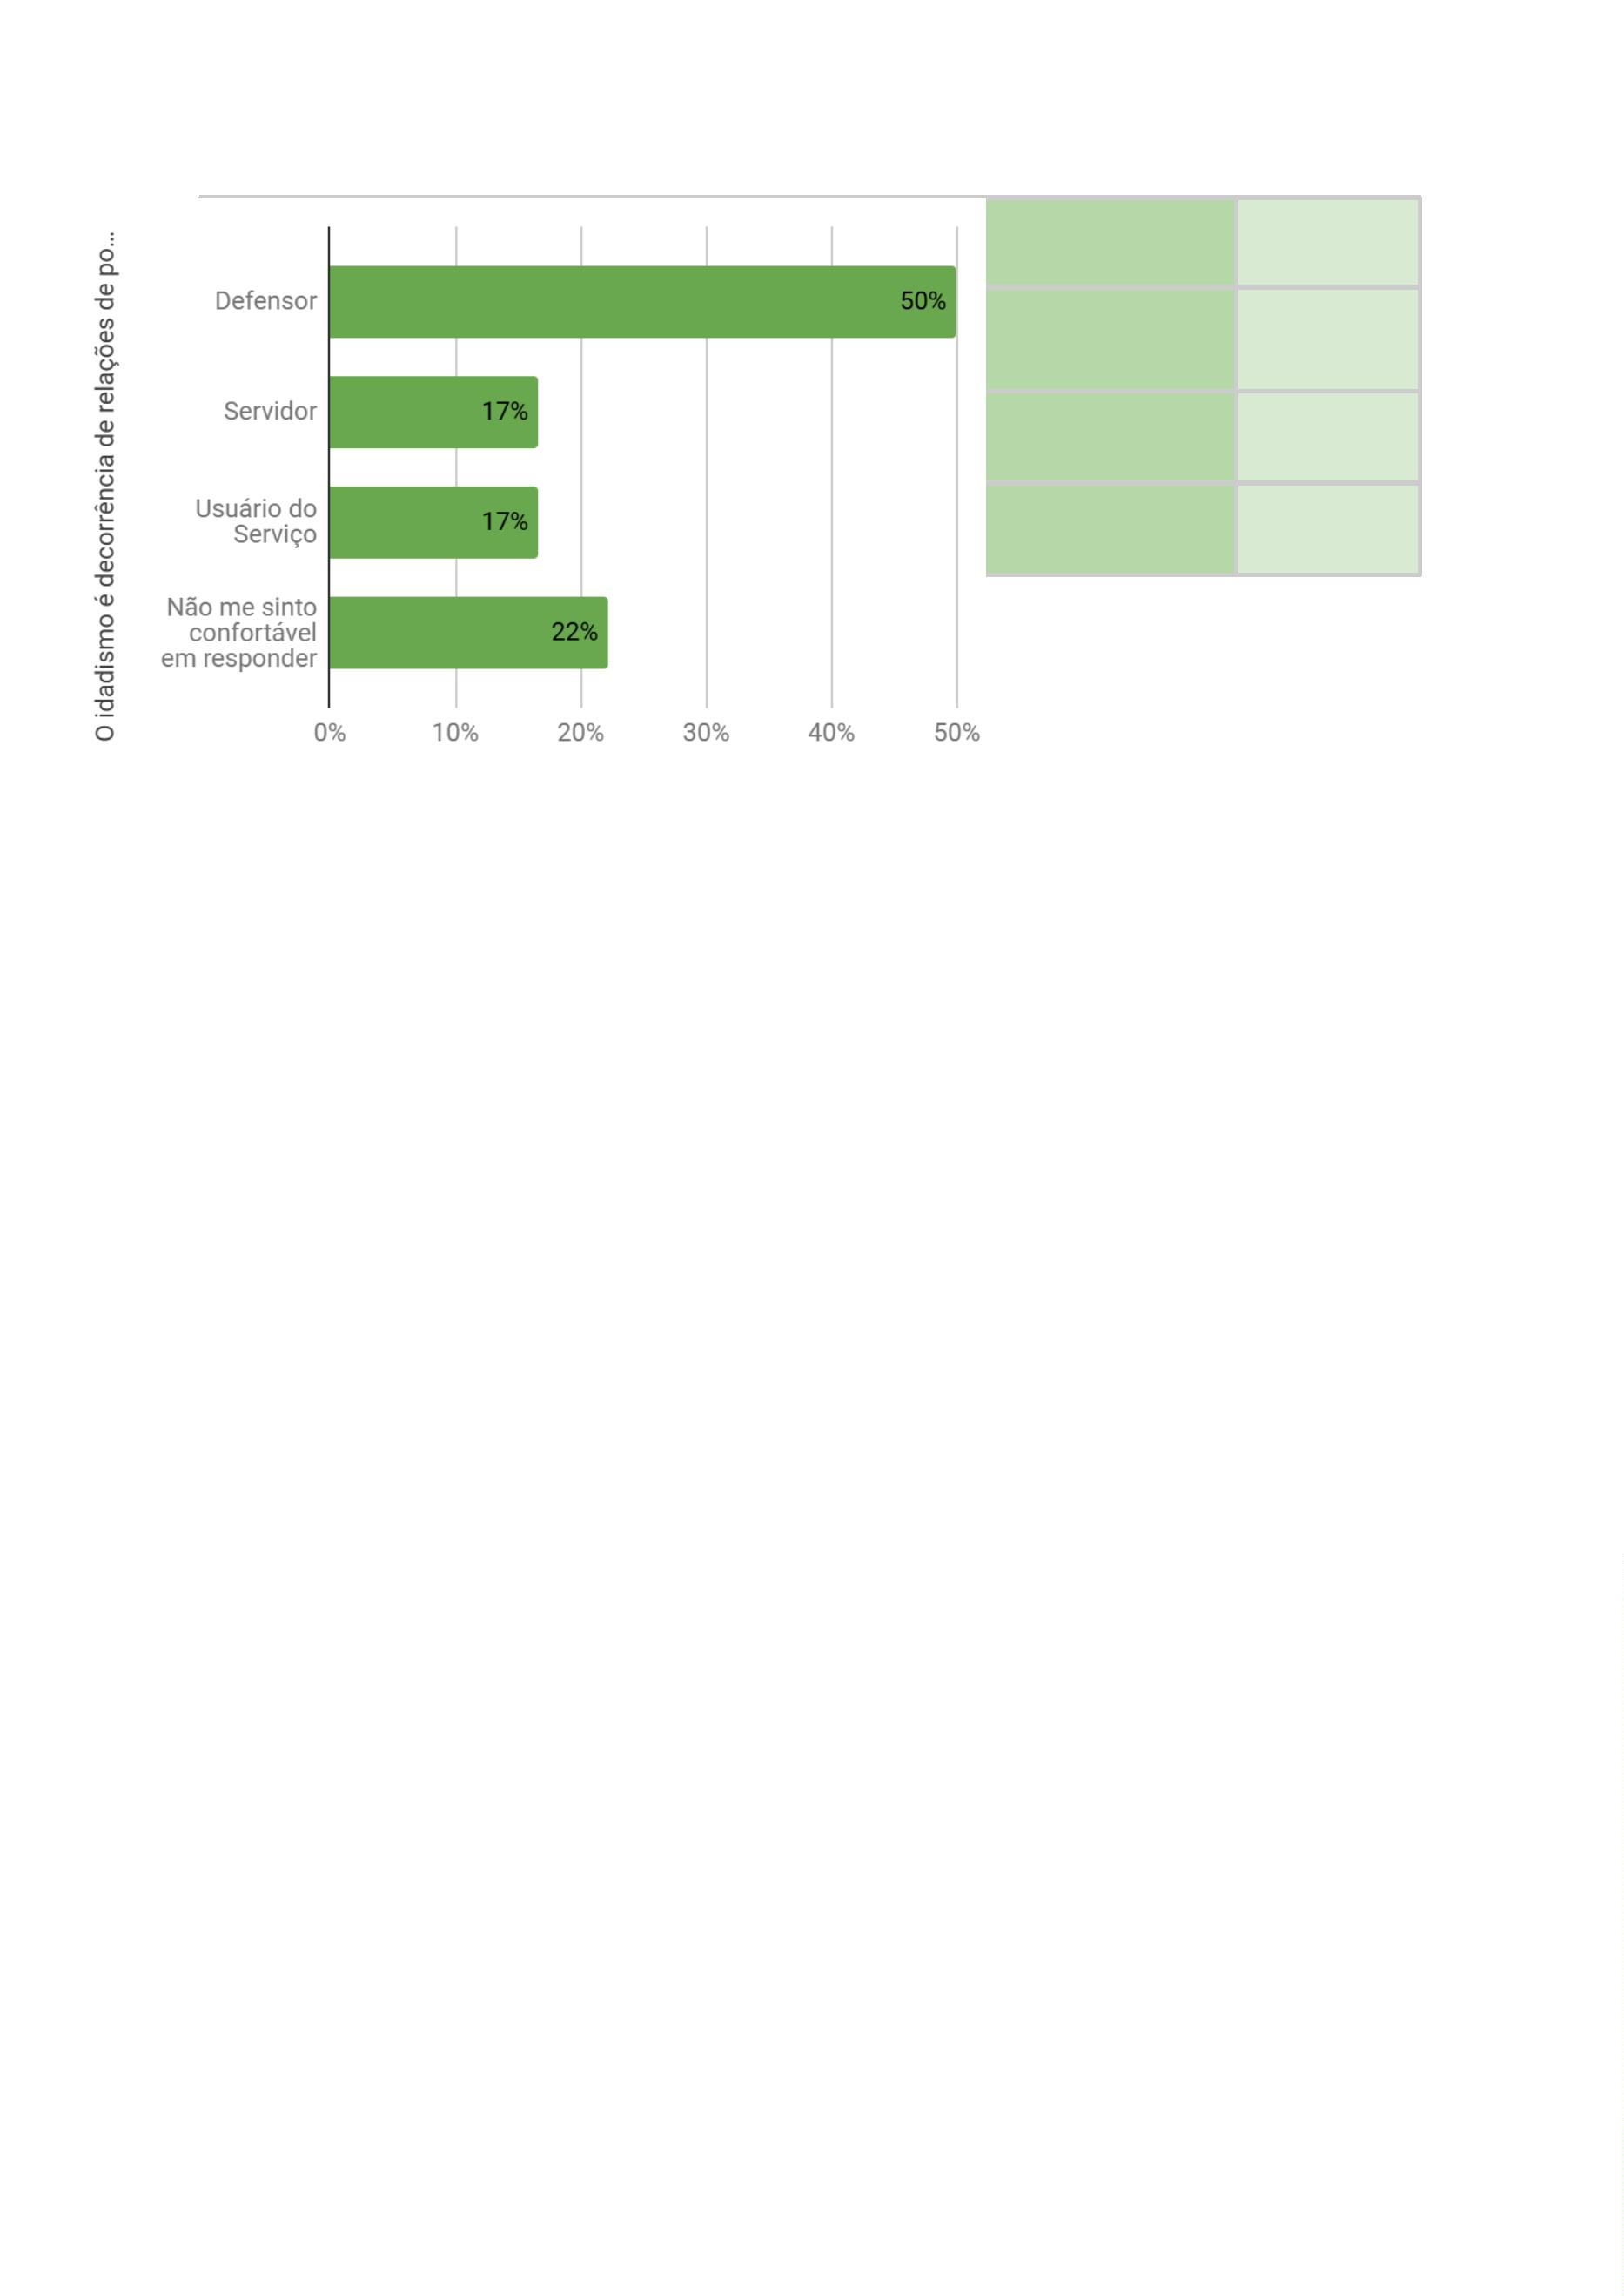 O idadismo é decorrência de relações de po...
Defensor
50%
Servidor
17%
Usuário do
Serviço
17%
Não me sinto
confortável
em responder
22%
0%
10%
20%
30%
40%
50%